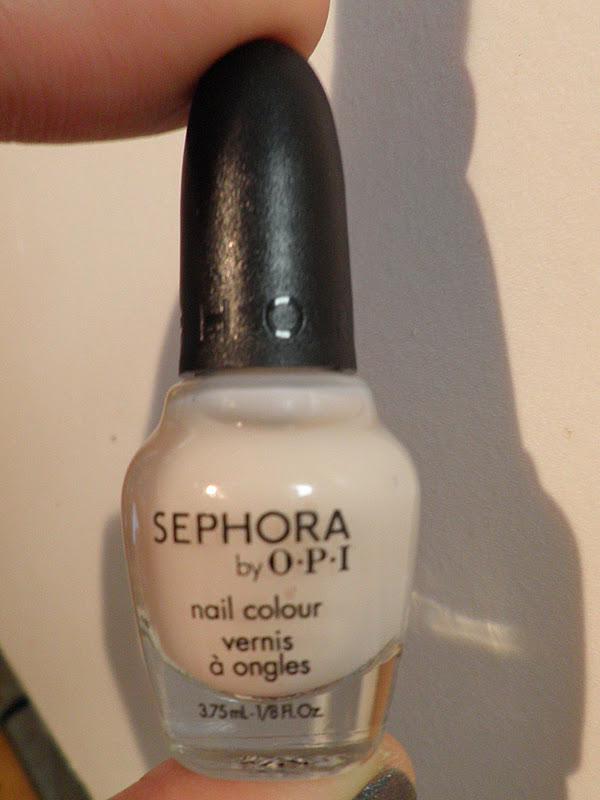 SEPHORA
by O·P·I
nail colour
vernis
à ongles
3.75 mL - 1/8 Fl. Oz.